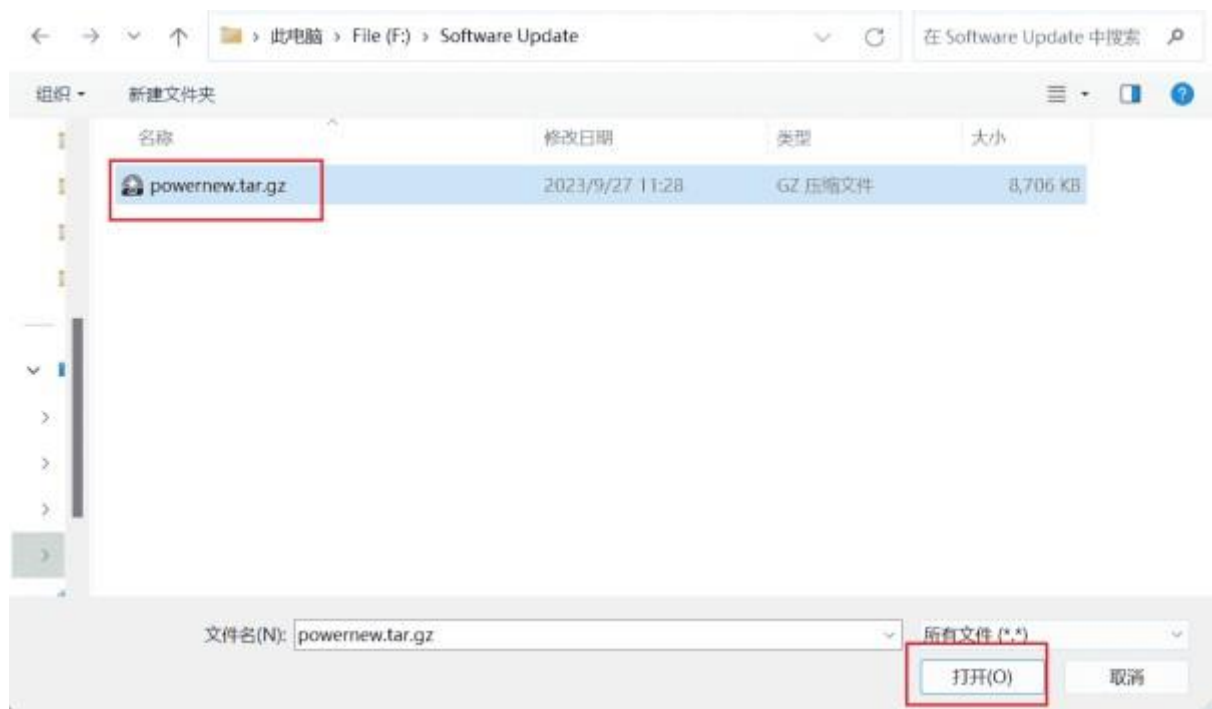 此电脑 › File (F:) › Software Update
在 Software Update 中搜索
组织
新建文件夹
名称 修改日期 类型 大小
powernew.tar.gz 2023/9/27 11:28 GZ 压缩文件 8,706 KB
文件名(N): powernew.tar.gz 所有文件 (*.*)
打开(O) 取消